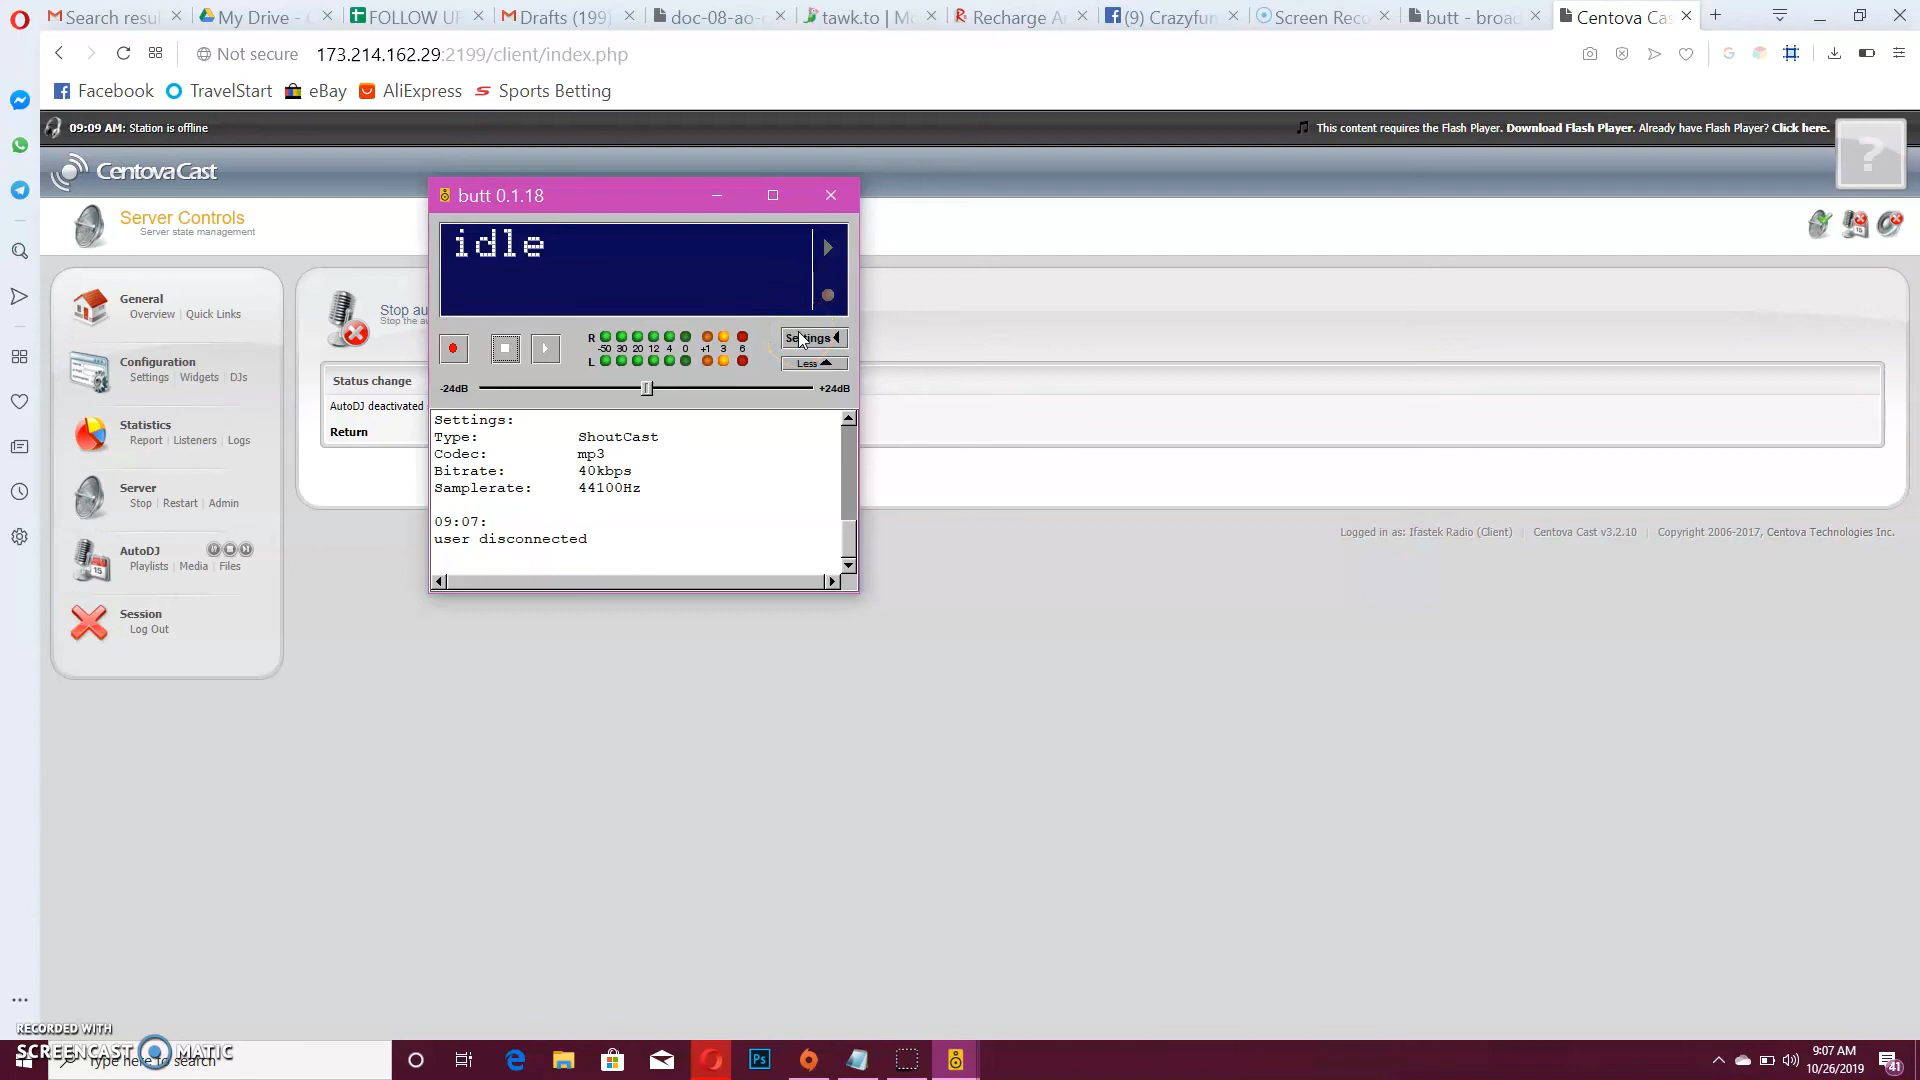 Search resul
My Drive -
FOLLOW UP
Drafts (199)
doc-08-ao-
tawk.to | M
Recharge A
(9) Crazyfun
Screen Reco
butt - broad
Centova Cas
Not secure
173.214.162.29:2199/client/index.php
Facebook
TravelStart
eBay
AliExpress
Sports Betting
09:09 AM: Station is offline
This content requires the Flash Player. Download Flash Player. Already have Flash Player? Click here.
CentovaCast
?
Server Controls
Server state management
General
Overview | Quick Links
Configuration
Settings | Widgets | DJs
Statistics
Report | Listeners | Logs
Server
Stop | Restart | Admin
AutoDJ
Playlists | Media | Files
Session
Log Out
Stop au
Stop the au
Status change
AutoDJ deactivated
Return
butt 0.1.18
idle
R
-50 30 20 12 4 0 +1 3 6
L
Settings
Less
-24dB
+24dB
Settings:
Type: ShoutCast
Codec: mp3
Bitrate: 40kbps
Samplerate: 44100Hz
09:07:
user disconnected
Logged in as: Ifastek Radio (Client) | Centova Cast v3.2.10 | Copyright 2006-2017, Centova Technologies Inc.
RECORDED WITH
SCREENCAST MATIC
Type here to search
Ps
9:07 AM
10/26/2019
41